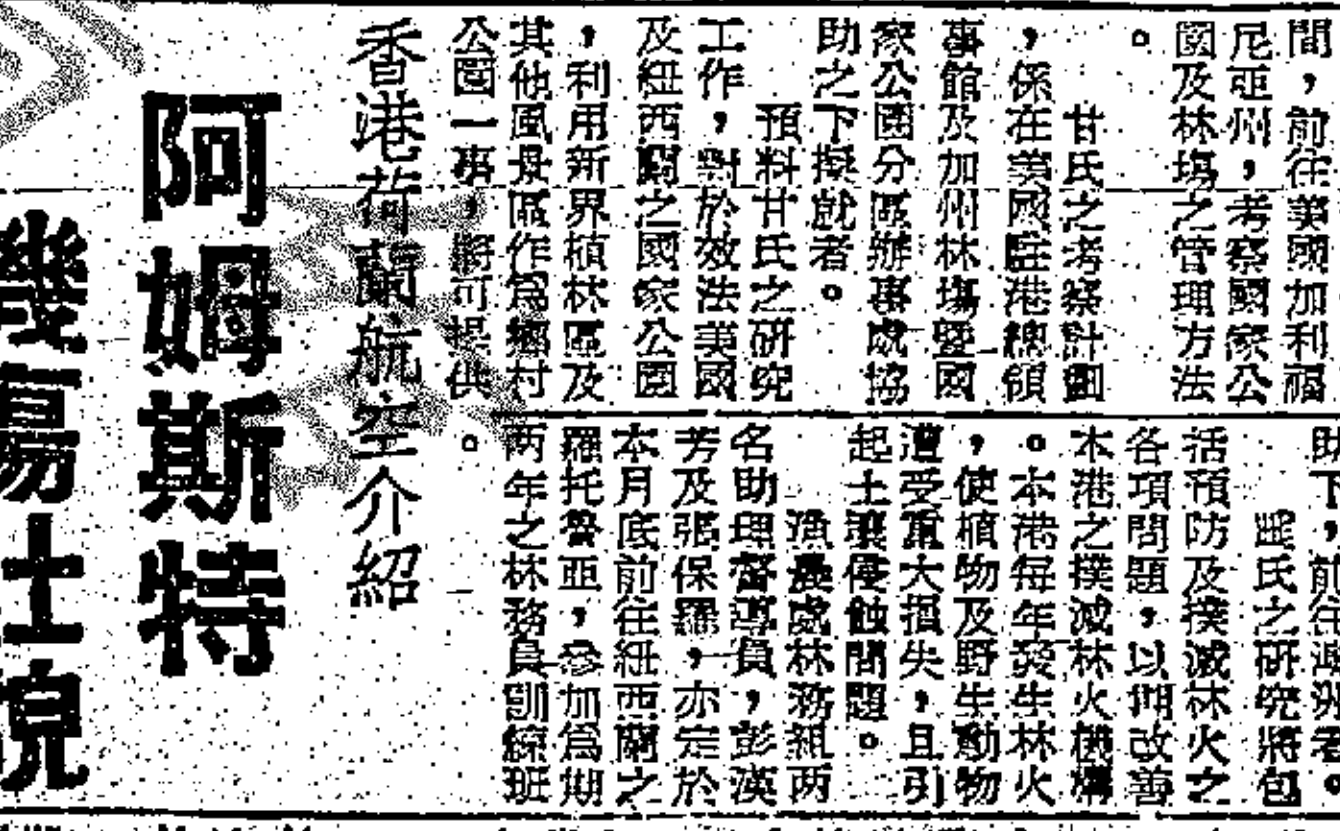 間，前往美國加利福
尼亞州，考察國家公
園及林場之管理方法
。
甘氏之考察計劃
，係在美國駐港總領
事館及加州林場暨國
家公園分區辦事處協
助之下擬就者。
預料甘氏之研究
工作，對於效法美國
及紐西蘭之國家公園
，利用新界植林區及
其他風景區作為鄉村
公園一事，將可提供
助下，前往澳洲者。
氏之研究將包
括預防及撲滅林火之
各項問題，以期改善
本港之撲滅林火機構
。本港每年發生林火
，使植物及野生動物
遭受重大損失，且引
起土壤侵蝕問題。
漁農處林務組两
名助理督導員，彭漢
芳及張保羅，亦定於
本月底前往紐西蘭之
羅托魯亞，參加為期
两年之林務員訓練班
。
香港荷蘭航空介紹
阿姆斯特